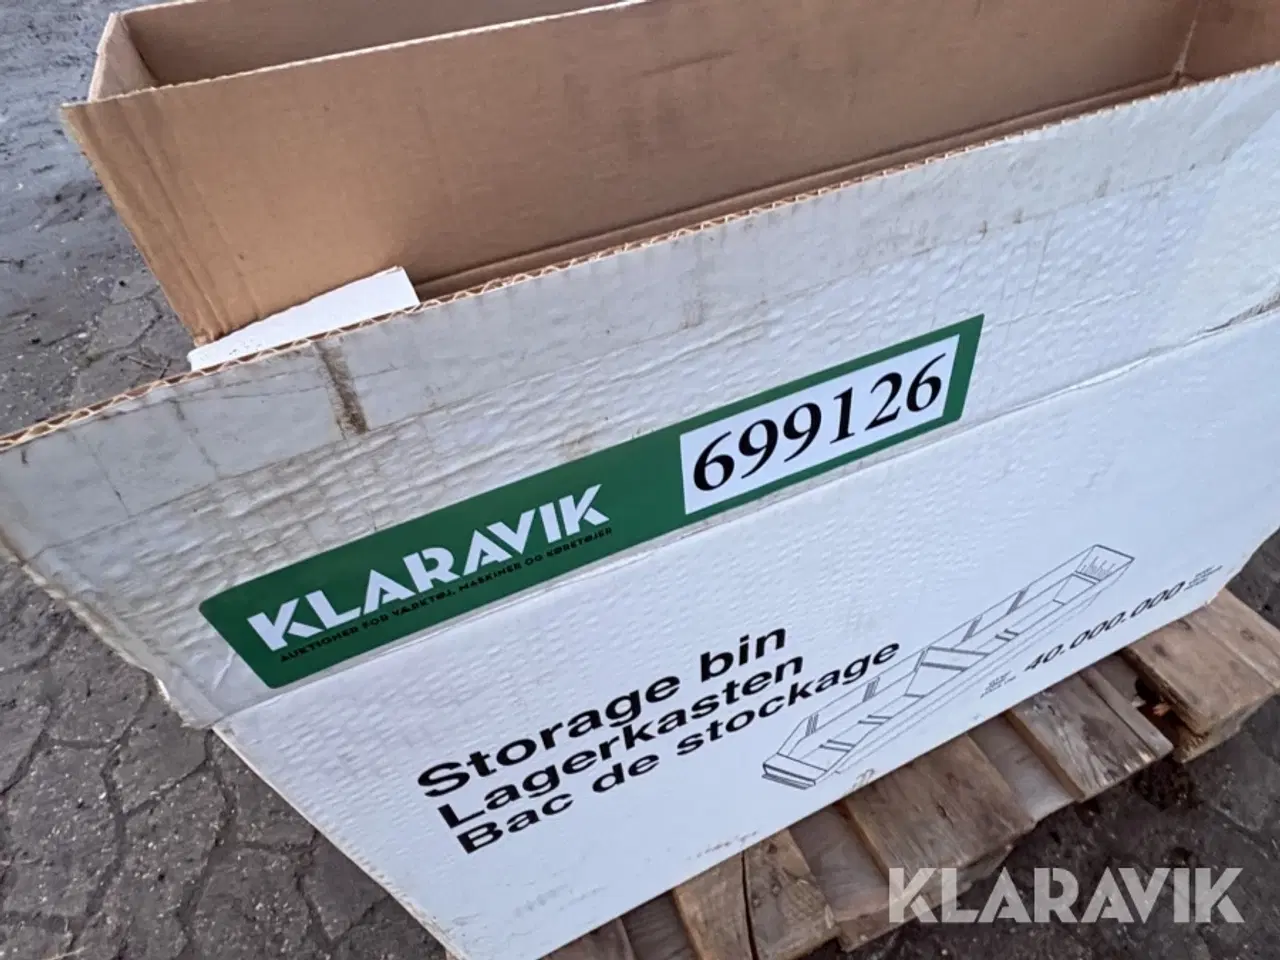 699126
KLARAVIK
AUKTIONER FOR VÆRKTØJ, MASKINER OG KØRETØJER
Storage bin
Lagerkasten
Bac de stockage
40.000.000
KLARAVIK